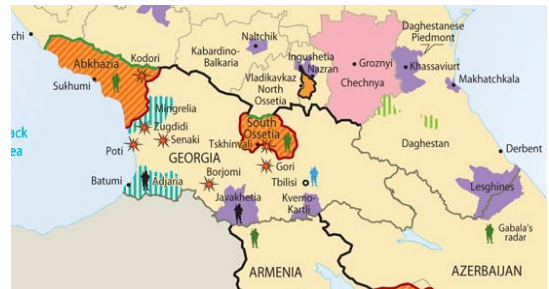 chi
Abkhazia
Kodori
Sukhumi
Naltchik
Kabardino-
Balkaria
Ingushetia
Nazran
Vladikavkaz
North
Ossetia
Groznyi
Chechnya
Daghestanese
Piedmont
Khassaviurt
Makhatchkala
ack
ea
Mingrelia
Zugdidi
Senaki
Poti
GEORGIA
South
Ossetia
Tskhinvali
Gori
Tbilisi
Borjomi
Batumi
Adjaria
Javakhetia
Kvemo-
Kartli
Daghestan
Derbent
Lesghines
Gabala's
radar
ARMENIA
AZERBAIJAN